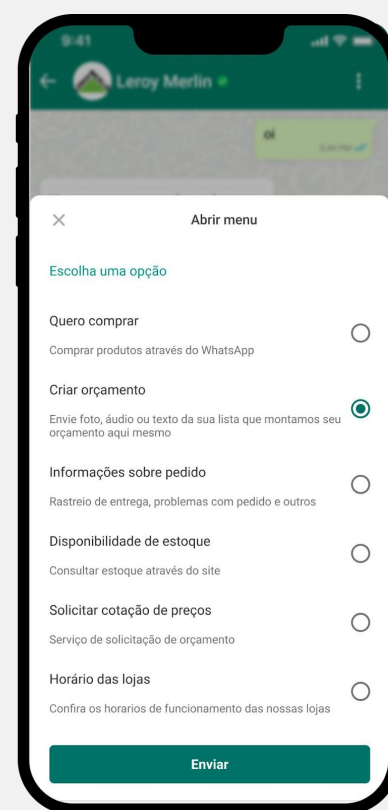 9:41
Leroy Merlin
oi
3:44 PM
Abrir menu
Escolha uma opção
Quero comprar
Comprar produtos através do WhatsApp
Criar orçamento
Envie foto, áudio ou texto da sua lista que montamos seu
orçamento aqui mesmo
Informações sobre pedido
Rastreio de entrega, problemas com pedido e outros
Disponibilidade de estoque
Consultar estoque através do site
Solicitar cotação de preços
Serviço de solicitação de orçamento
Horário das lojas
Confira os horarios de funcionamento das nossas lojas
Enviar